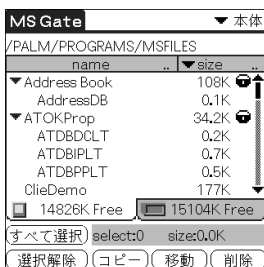 MS Gate
本体
/PALM/PROGRAMS/MSFILES
name .. size ..
Address Book 108K
AddressDB 0.1K
ATOKProp 34.2K
ATDBDCLT 0.2K
ATDBIPLT 0.7K
ATDBPPLT 0.5K
ClieDemo 177K
14826K Free 15104K Free
すべて選択 select:0 size:0.0K
選択解除 コピー 移動 削除